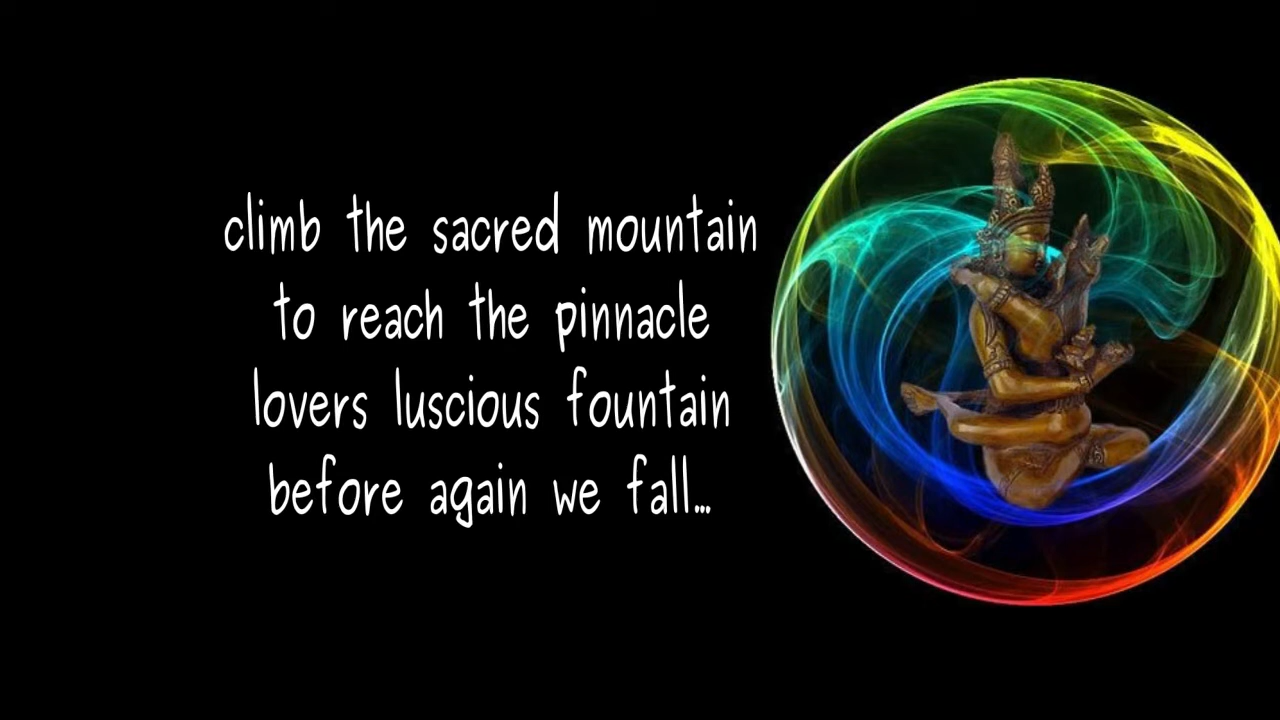 climb the sacred mountain
to reach the pinnacle
lovers luscious fountain
before again we fall...